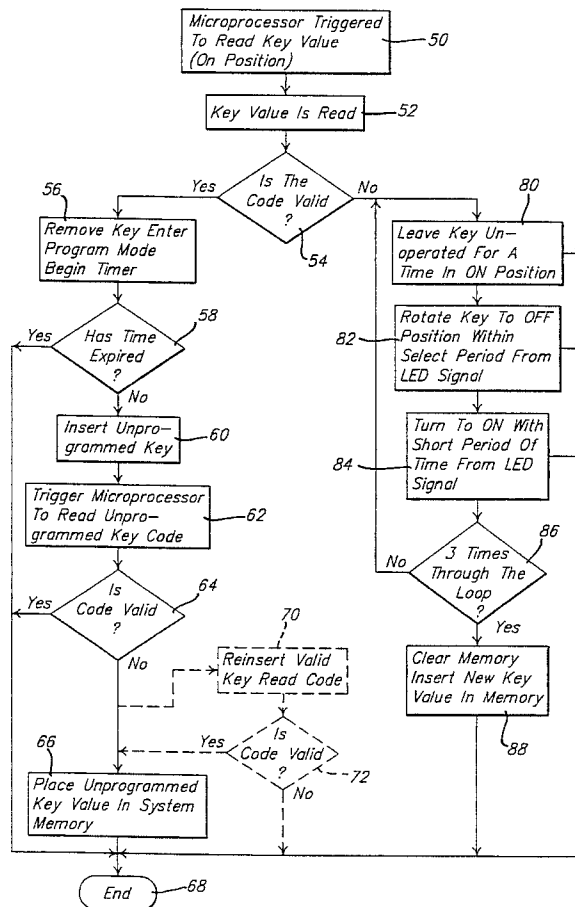 Microprocessor Triggered
To Read Key Value
(On Position)
50
Key Value Is Read
52
Is The
Code Valid
?
54
Yes
No
56
Remove Key Enter
Program Mode
Begin Timer
Has Time
Expired
?
58
Yes
No
Insert Unpro-
grammed Key
60
Trigger Microprocessor
To Read Unpro-
grammed Key Code
62
Is
Code Valid
?
64
Yes
No
70
Reinsert Valid
Key Read Code
Is
Code Valid
?
72
Yes
No
66
Place Unprogrammed
Key Value In System
Memory
End
68
80
Leave Key Un-
operated For A
Time In ON Position
82
Rotate Key To OFF
Position Within
Select Period From
LED Signal
84
Turn To ON With
Short Period Of
Time From LED
Signal
86
3 Times
Through The
Loop
?
No
Yes
Clear Memory
Insert New Key
Value In Memory
88